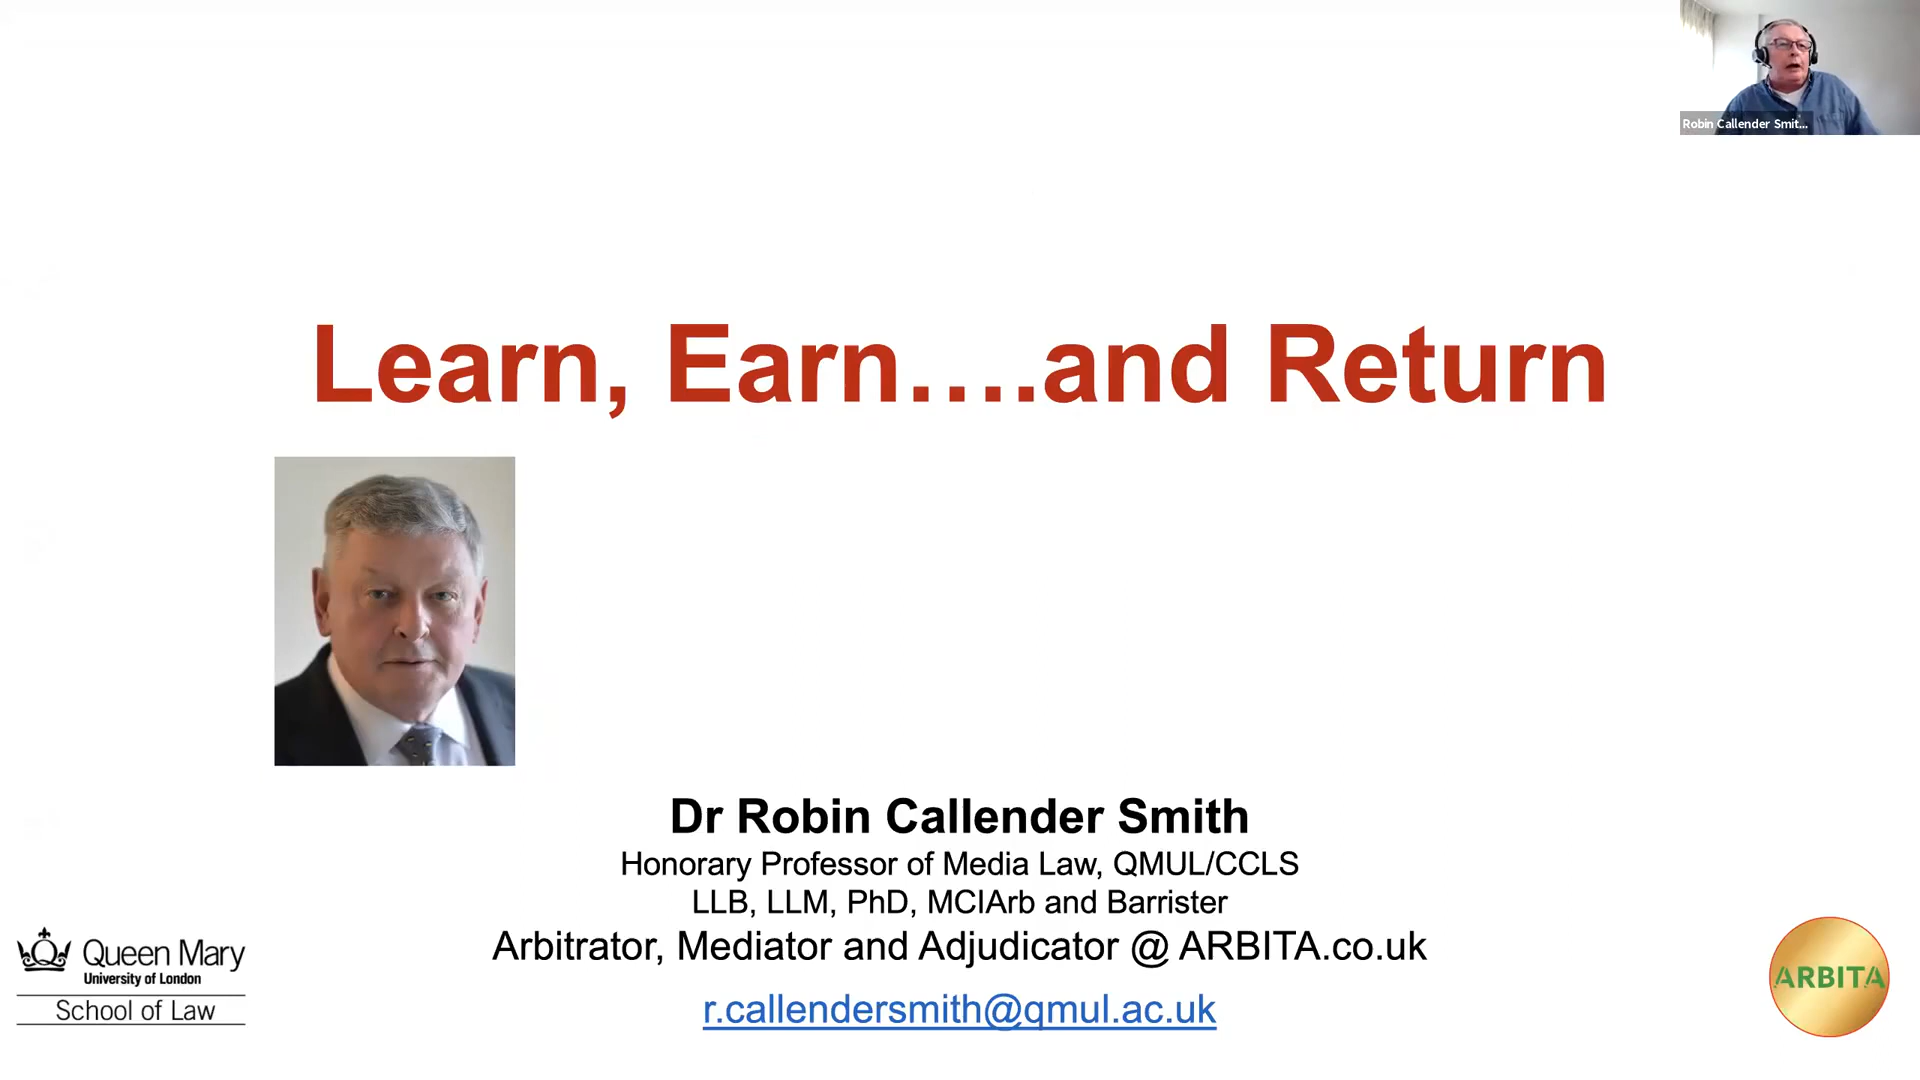 Robin Callender Smit...
Learn, Earn….and Return
Dr Robin Callender Smith
Honorary Professor of Media Law, QMUL/CCLS
LLB, LLM, PhD, MCIArb and Barrister
Arbitrator, Mediator and Adjudicator @ ARBITA.co.uk
r.callendersmith@qmul.ac.uk
Queen Mary
University of London
School of Law
ARBITA